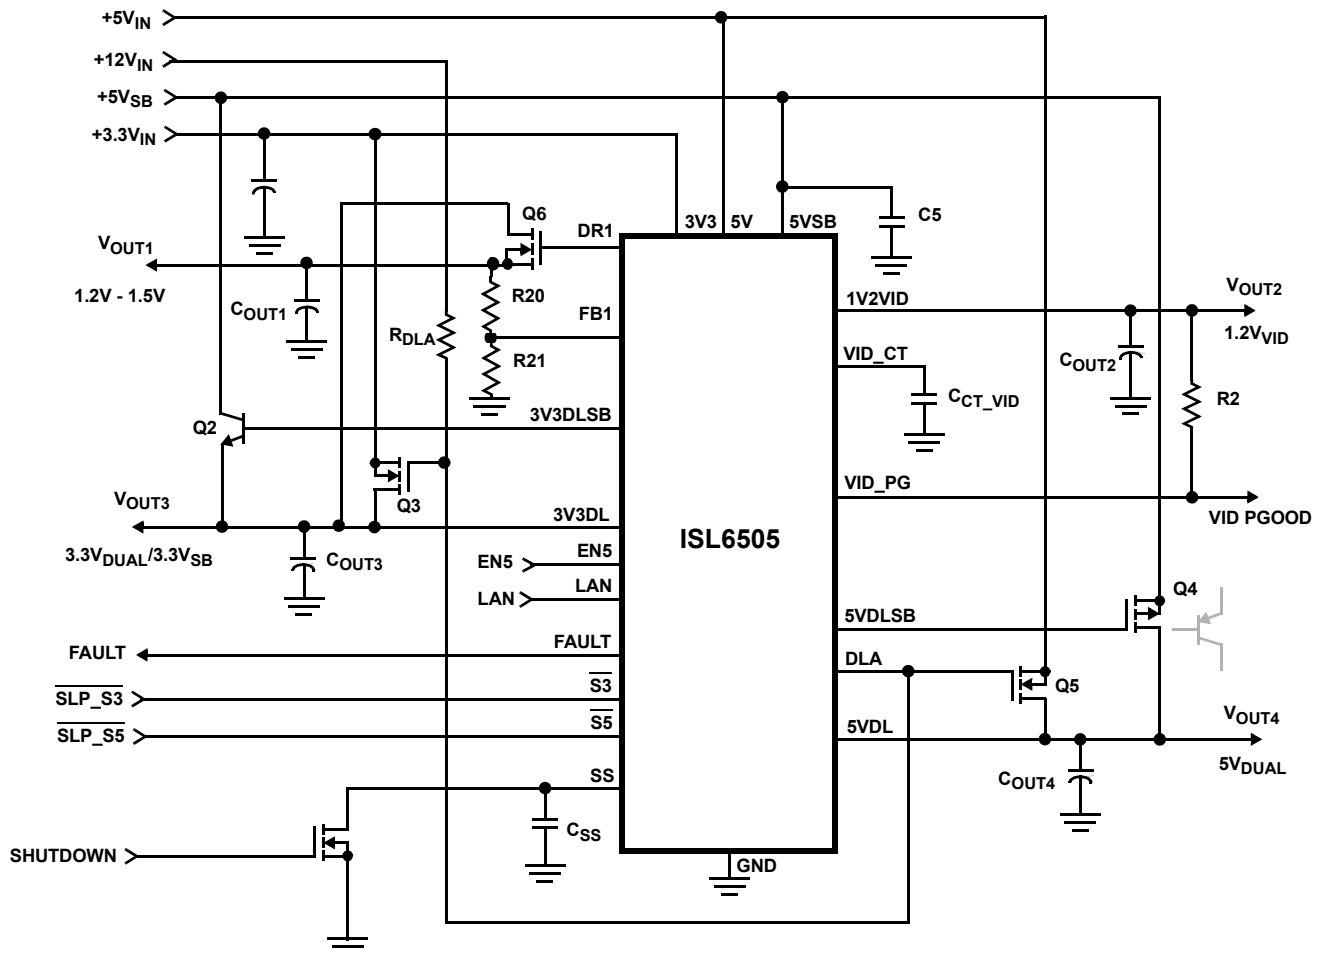 +5VIN
+12VIN
+5VSB
+3.3VIN
Q6
DR1
3V3
5V
5VSB
C5
VOUT1
1.2V - 1.5V
COUT1
R20
FB1
RDLA
R21
1V2VID
VOUT2
1.2VVID
VID_CT
COUT2
CCT_VID
R2
Q2
3V3DLSB
VID_PG
VID PGOOD
Q3
VOUT3
3V3DL
3.3VDUAL/3.3VSB
COUT3
ISL6505
EN5
EN5
LAN
LAN
5VDLSB
Q4
FAULT
FAULT
DLA
SLP_S3
S3
Q5
SLP_S5
S5
5VDL
VOUT4
5VDUAL
COUT4
SS
CSS
SHUTDOWN
GND